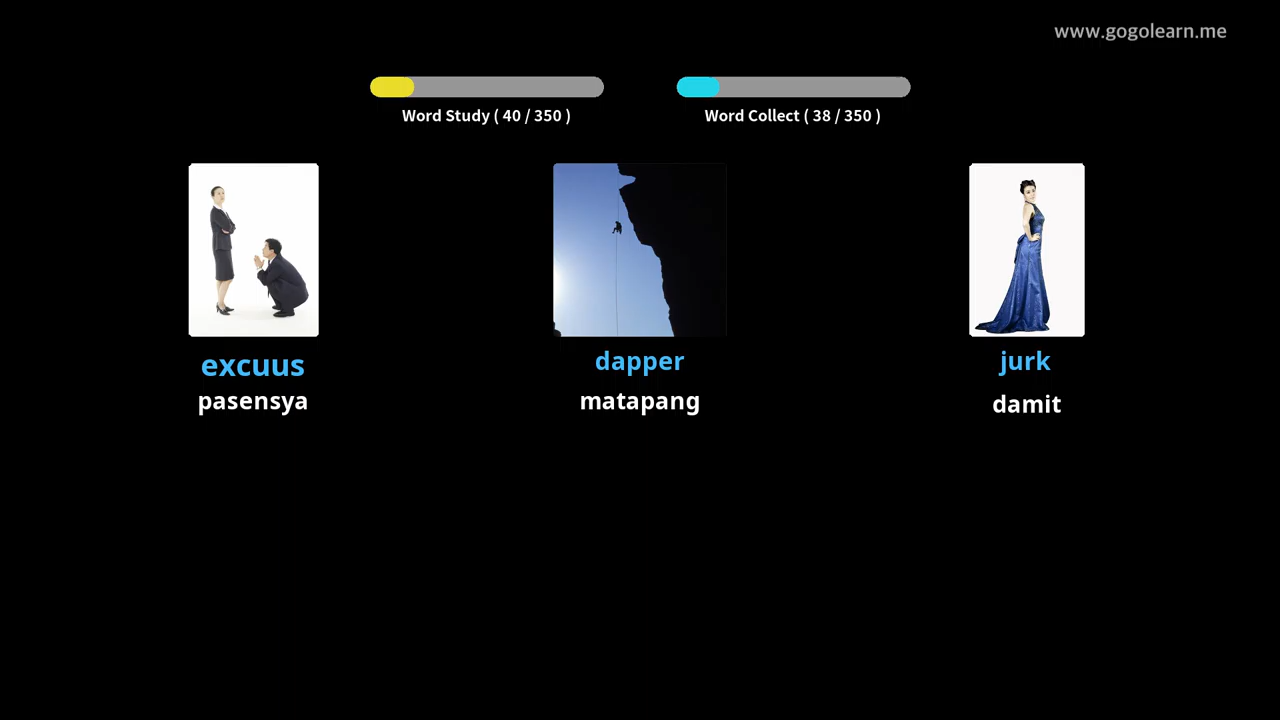 www.gogolearn.me
Word Study ( 40 / 350 )
Word Collect ( 38 / 350 )
excuus
pasensya
dapper
matapang
jurk
damit